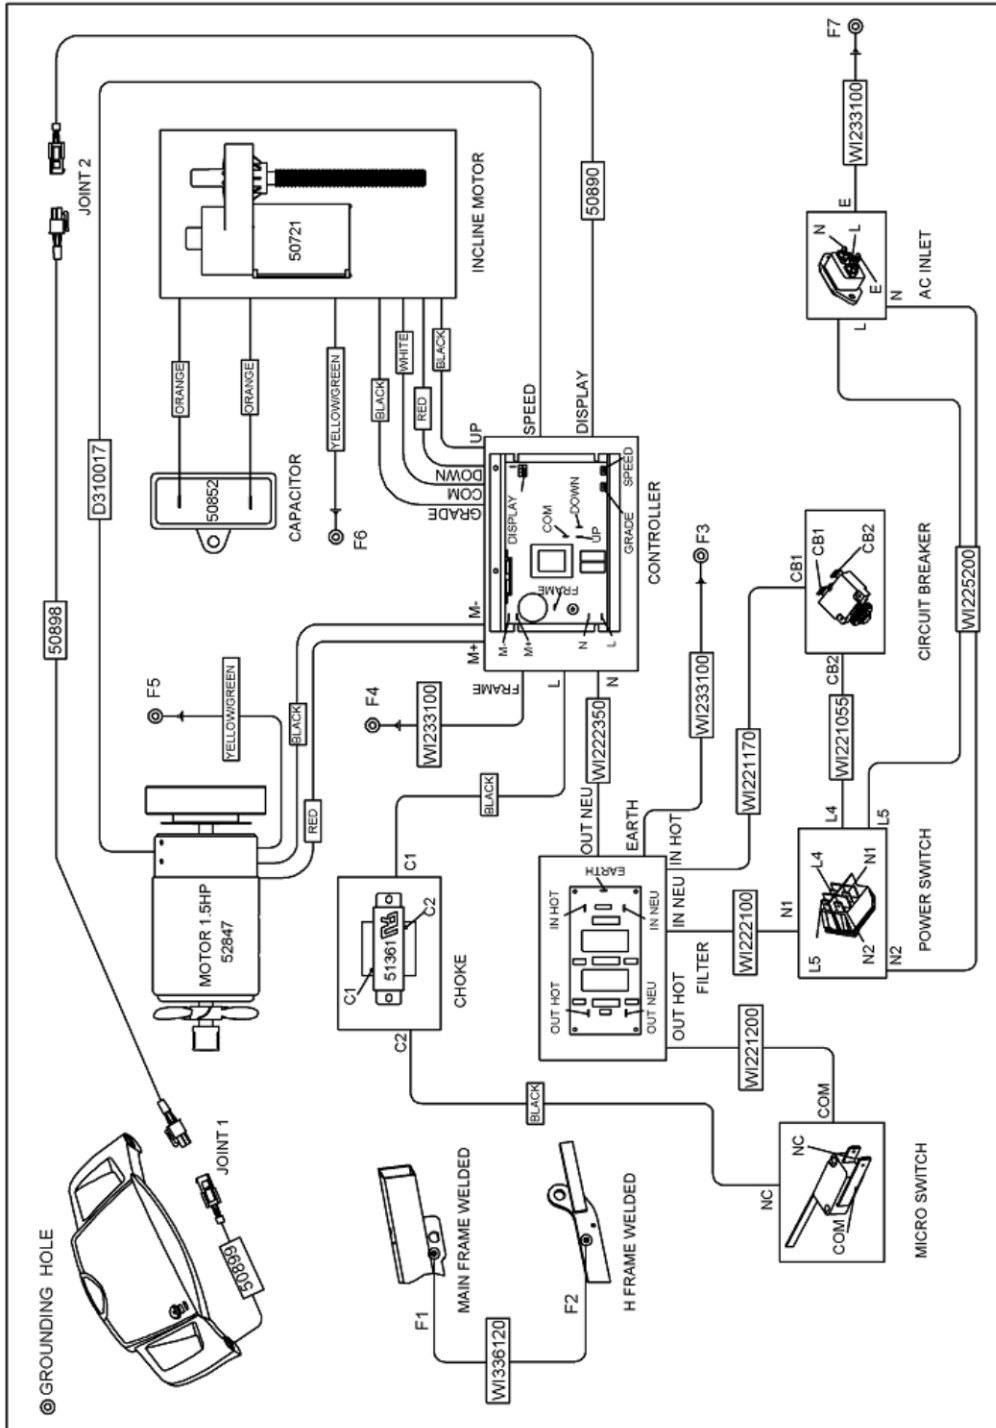 GROUNDING HOLE
50899
JOINT 1
50898
JOINT 2
D310017
50890
MOTOR 1.5HP
52847
YELLOW/GREEN
F5
BLACK
RED
50852
CAPACITOR
ORANGE
ORANGE
50721
INCLINE MOTOR
YELLOW/GREEN
F6
BLACK
WHITE
RED
BLACK
GRADE
COM
DOWN
UP
SPEED
DISPLAY
M+
M-
FRAME
L
N
M-
M+
N
L
FRAME
DISPLAY
COM
DOWN
UP
GRADE
SPEED
CONTROLLER
WI233100
F4
BLACK
WI222350
C1
C1
51361
C2
C2
CHOKE
BLACK
OUT HOT
OUT NEU
IN HOT
IN NEU
EARTH
OUT NEU
EARTH
IN HOT
IN NEU
OUT HOT
FILTER
WI233100
F3
WI221170
WI222100
WI221200
MAIN FRAME WELDED
F1
WI336120
F2
H FRAME WELDED
NC
COM
COM
NC
MICRO SWITCH
N1
L4
L5
N2
L5
L4
N1
N2
POWER SWITCH
WI221055
CB2
CB1
CB1
CB2
CIRCUIT BREAKER
WI225200
L
N
E
E
N
L
AC INLET
WI233100
F7